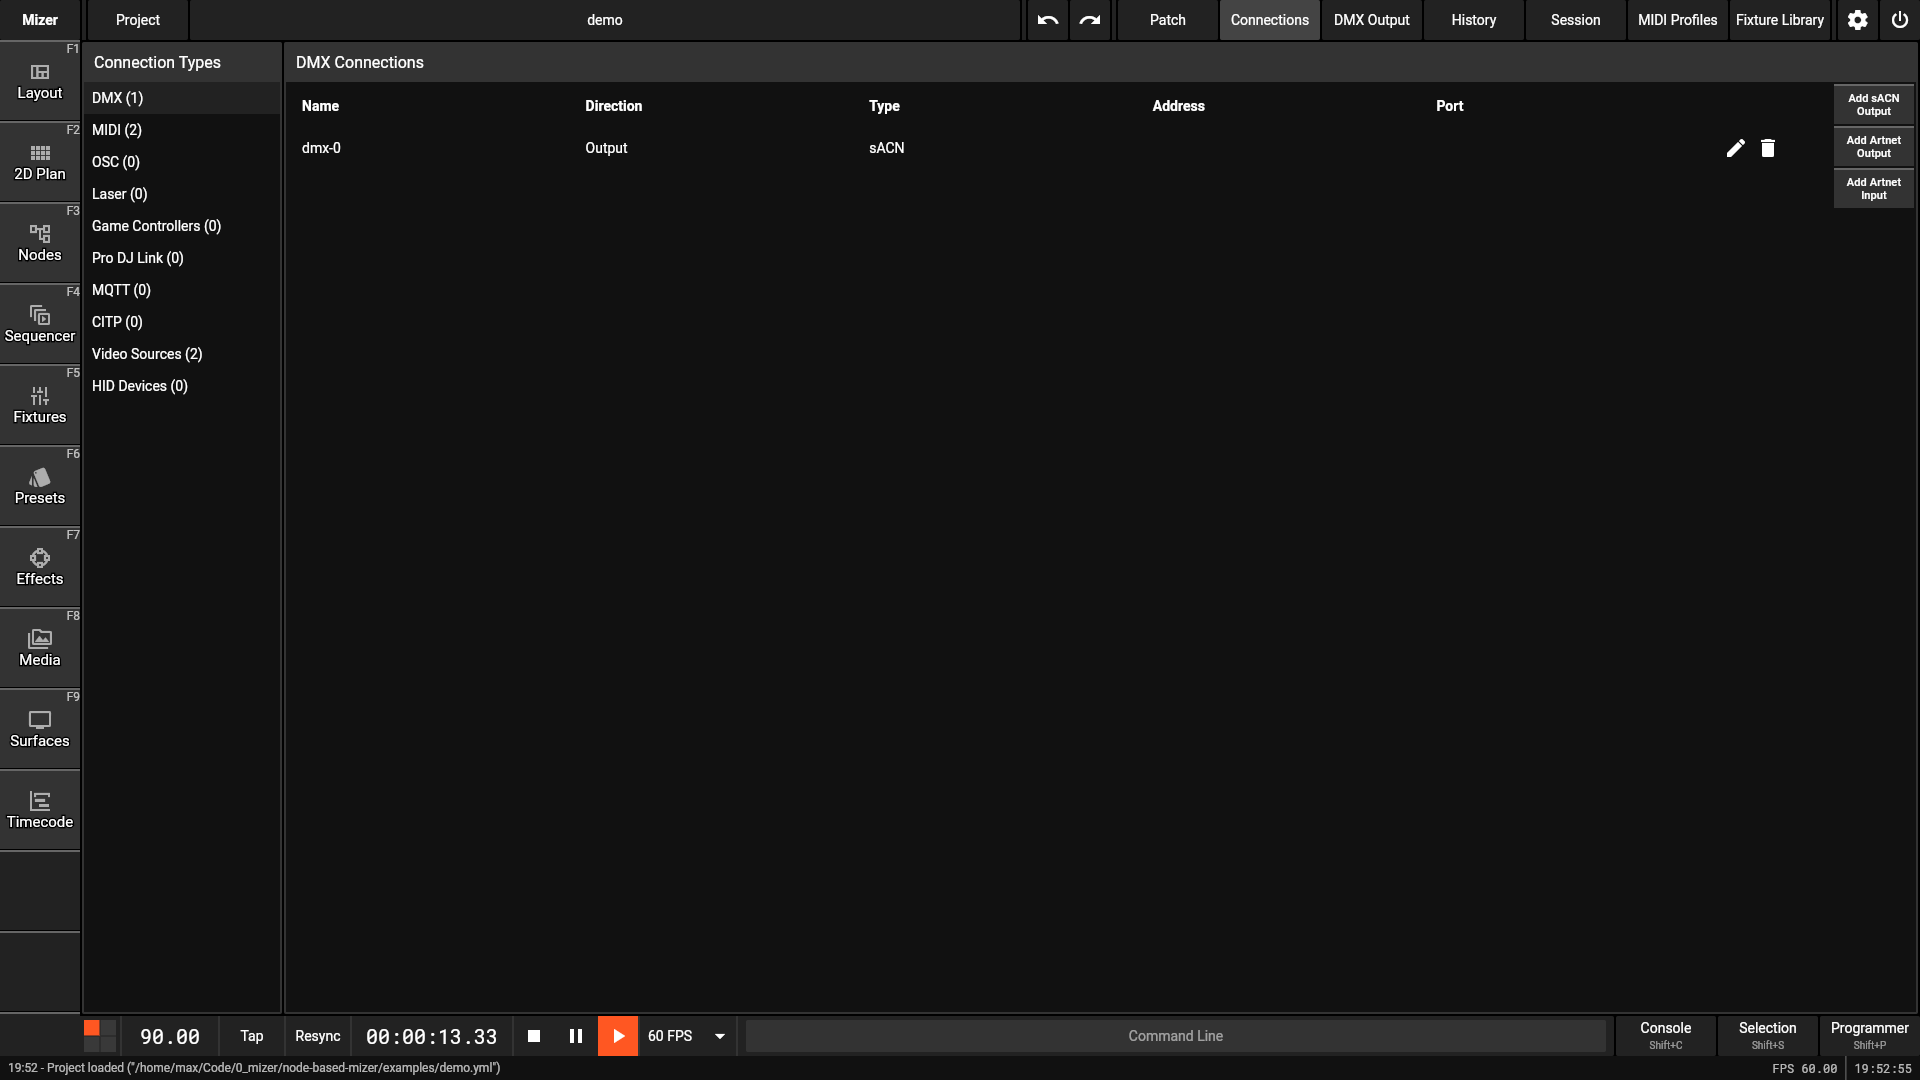 Mizer
Project
demo
Patch
Connections
DMX Output
History
Session
MIDI Profiles
Fixture Library
F1
Layout
F2
2D Plan
F3
Nodes
F4
Sequencer
F5
Fixtures
F6
Presets
F7
Effects
F8
Media
F9
Surfaces
Timecode
Connection Types
DMX (1)
MIDI (2)
OSC (0)
Laser (0)
Game Controllers (0)
Pro DJ Link (0)
MQTT (0)
CITP (0)
Video Sources (2)
HID Devices (0)
DMX Connections
Name Direction Type Address Port
dmx-0 Output sACN
Add sACN
Output
Add Artnet
Output
Add Artnet
Input
90.00
Tap
Resync
00:00:13.33
60 FPS
Command Line
Console
Shift+C
Selection
Shift+S
Programmer
Shift+P
19:52 - Project loaded ("/home/max/Code/0_mizer/node-based-mizer/examples/demo.yml")
FPS 60.00
19:52:55